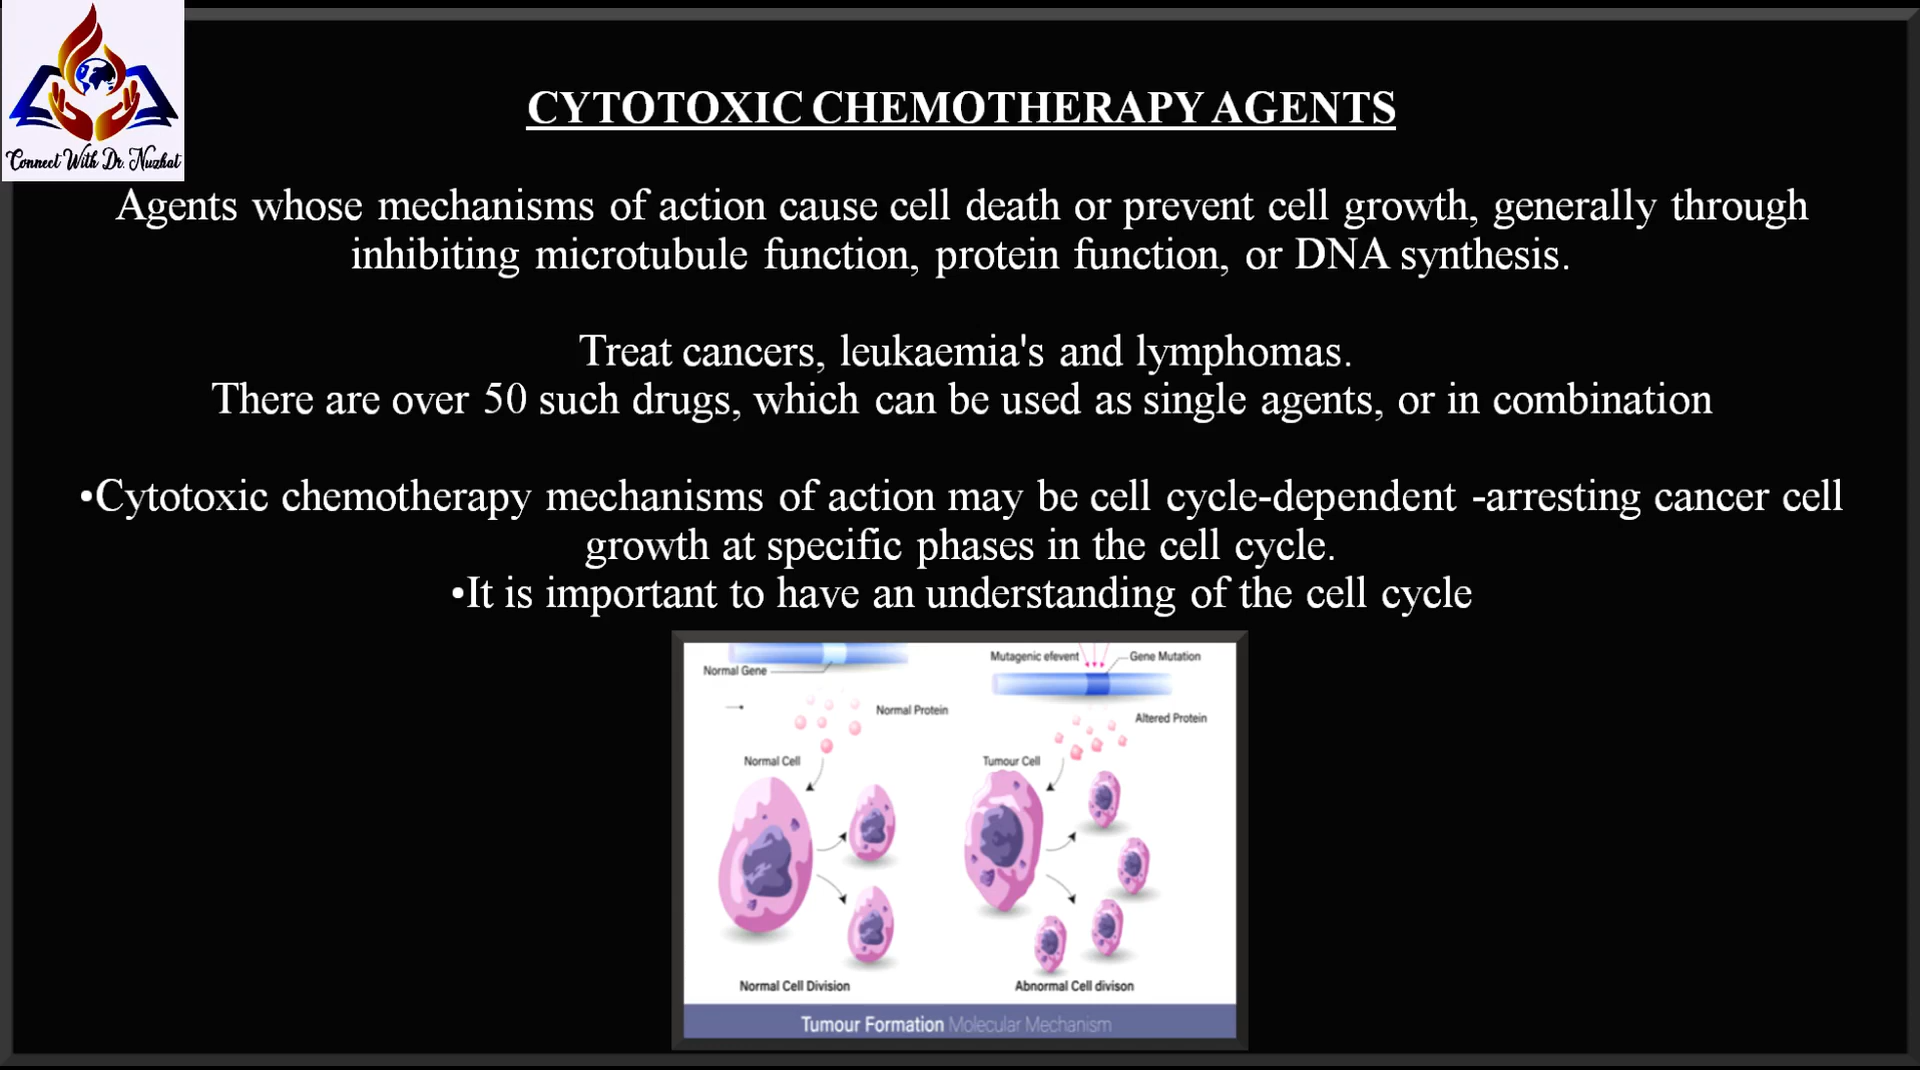 Connect With Dr. Nuzhat
CYTOTOXIC CHEMOTHERAPY AGENTS
Agents whose mechanisms of action cause cell death or prevent cell growth, generally through
inhibiting microtubule function, protein function, or DNA synthesis.
Treat cancers, leukaemia's and lymphomas.
There are over 50 such drugs, which can be used as single agents, or in combination
•Cytotoxic chemotherapy mechanisms of action may be cell cycle-dependent -arresting cancer cell
growth at specific phases in the cell cycle.
•It is important to have an understanding of the cell cycle
Normal Gene
Normal Protein
Normal Cell
Normal Cell Division
Mutagenic efevent
Gene Mutation
Altered Protein
Tumour Cell
Abnormal Cell divison
Tumour Formation Molecular Mechanism